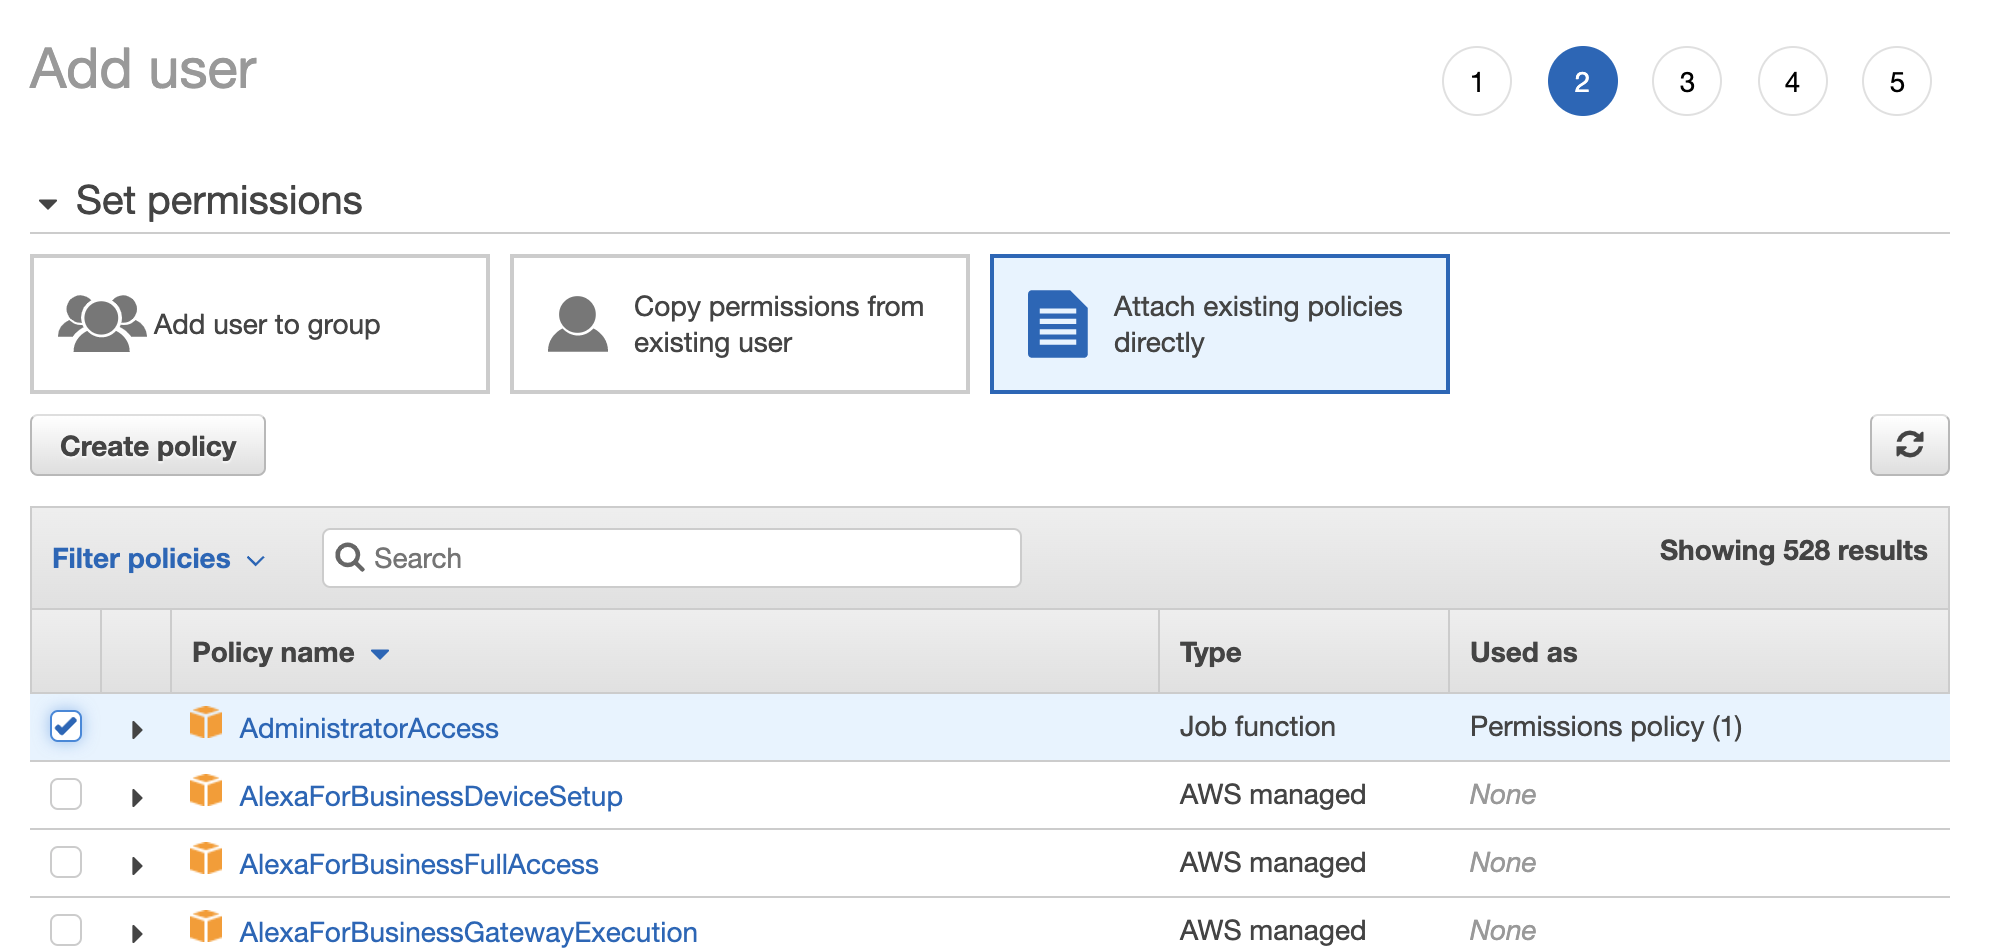 Add user
1 2 3 4 5
Set permissions
Add user to group
Copy permissions from
existing user
Attach existing policies
directly
Create policy
Filter policies
Search
Showing 528 results
Policy name Type Used as
AdministratorAccess Job function Permissions policy (1)
AlexaForBusinessDeviceSetup AWS managed None
AlexaForBusinessFullAccess AWS managed None
AlexaForBusinessGatewayExecution AWS managed None